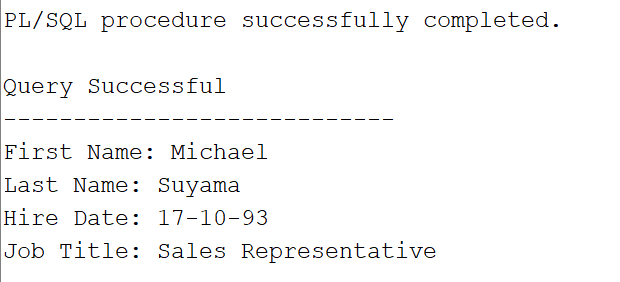 PL/SQL procedure successfully completed.
Query Successful
----------------------------
First Name: Michael
Last Name: Suyama
Hire Date: 17-10-93
Job Title: Sales Representative